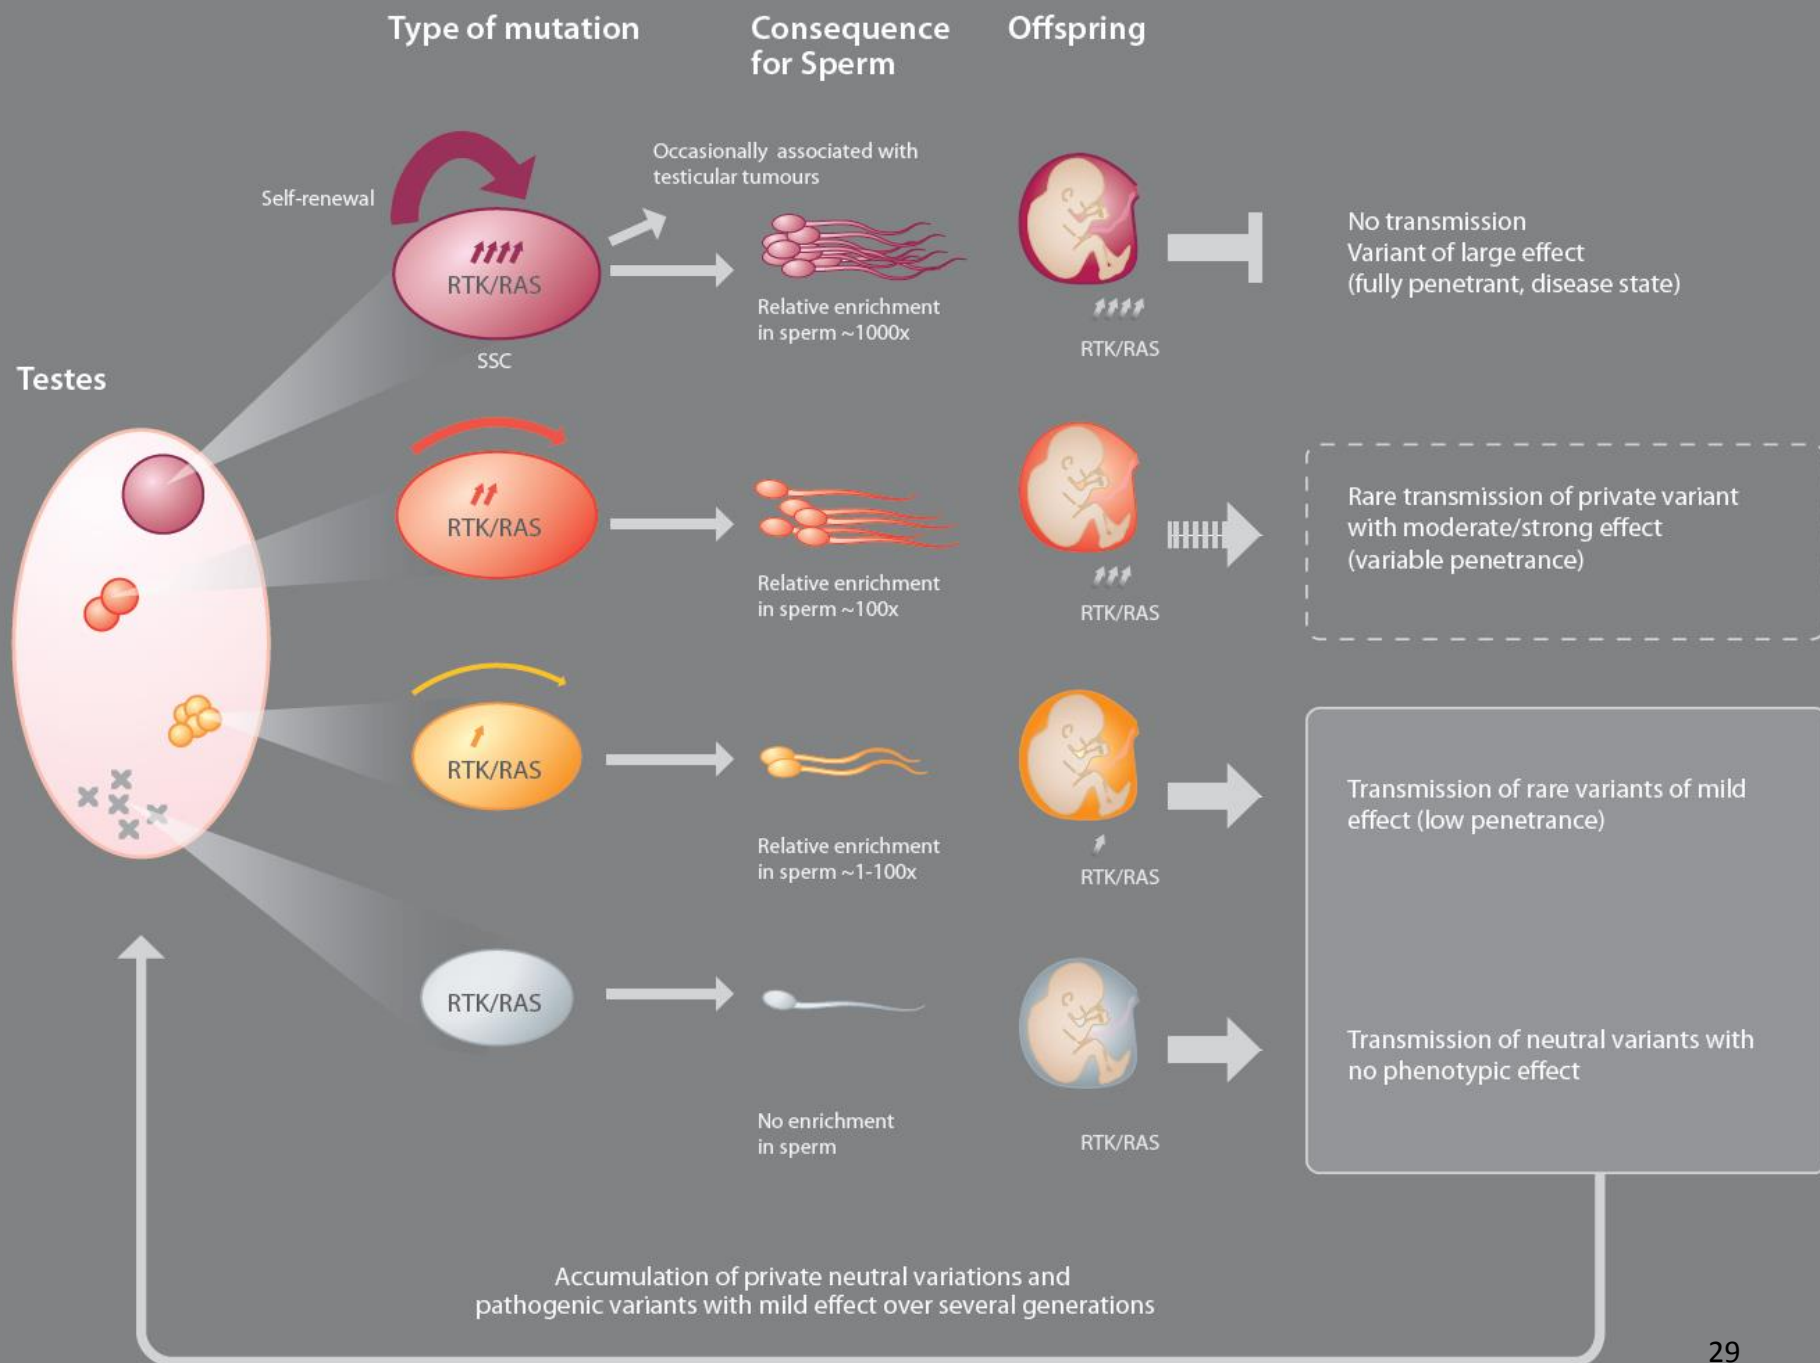 Type of mutation
Consequence
for Sperm
Offspring
Self-renewal
RTK/RAS
SSC
Occasionally associated with
testicular tumours
Relative enrichment
in sperm ~1000x
RTK/RAS
No transmission
Variant of large effect
(fully penetrant, disease state)
Testes
RTK/RAS
Relative enrichment
in sperm ~100x
RTK/RAS
Rare transmission of private variant
with moderate/strong effect
(variable penetrance)
RTK/RAS
Relative enrichment
in sperm ~1-100x
RTK/RAS
Transmission of rare variants of mild
effect (low penetrance)
RTK/RAS
No enrichment
in sperm
RTK/RAS
Transmission of neutral variants with
no phenotypic effect
Accumulation of private neutral variations and
pathogenic variants with mild effect over several generations
29